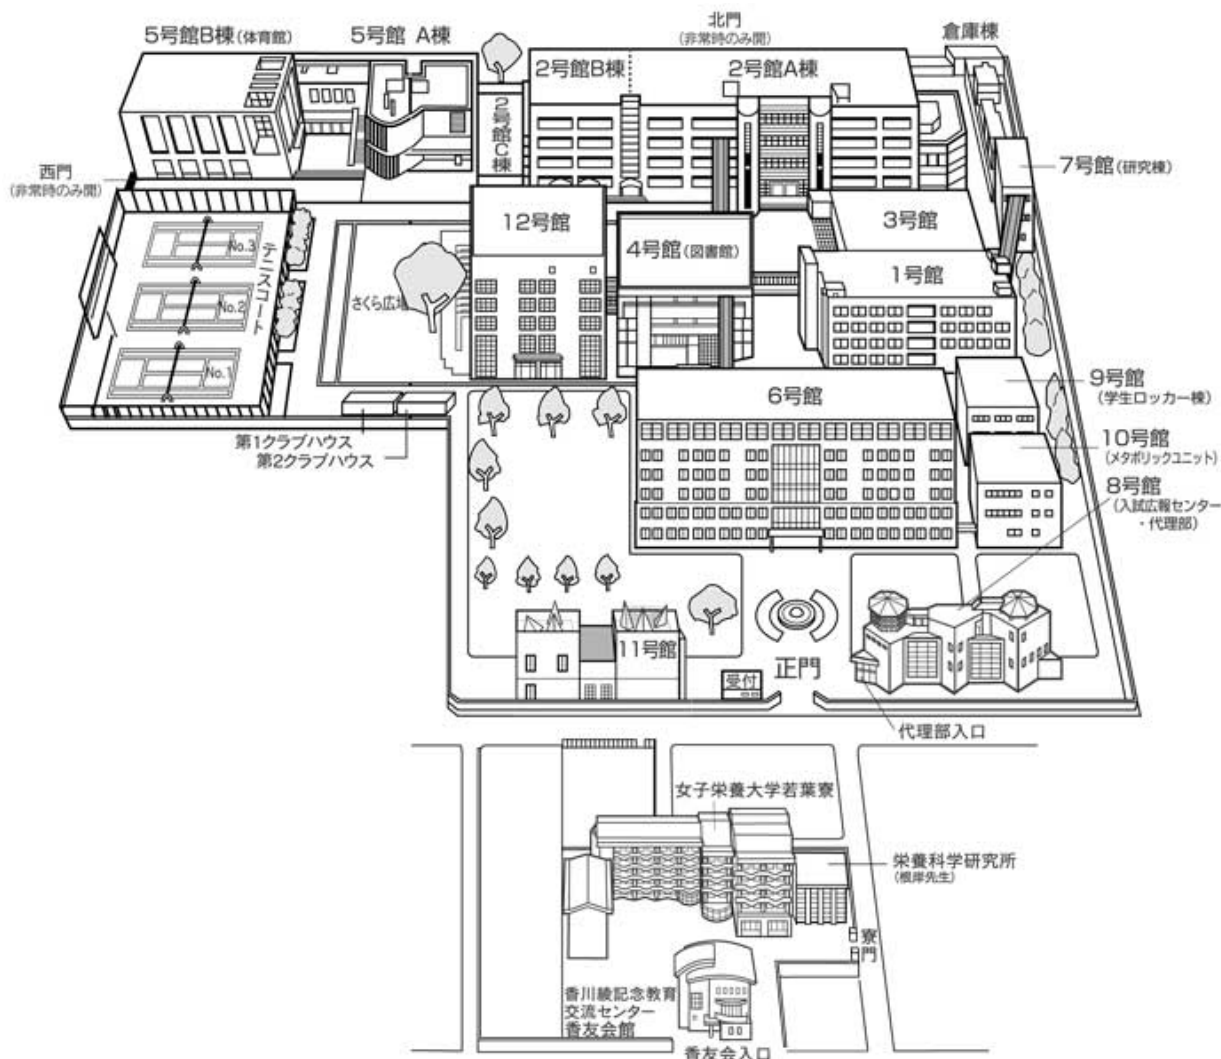 北門
(非常時のみ開)
倉庫棟
5号館B棟(体育館)
5号館 A棟
2号館B棟
2号館A棟
2号館C棟
7号館(研究棟)
西門
(非常時のみ開)
12号館
3号館
4号館(図書館)
1号館
No.3
No.2
No.1
テニスコート
さくら広場
6号館
9号館
(学生ロッカー棟)
10号館
(メタボリックユニット)
8号館
(入試広報センター
・代理部)
第1クラブハウス
第2クラブハウス
11号館
正門
受付
代理部入口
女子栄養大学若葉寮
栄養科学研究所
(根岸先生)
寮門
香川綾記念教育
交流センター
香友会館
香友会入口